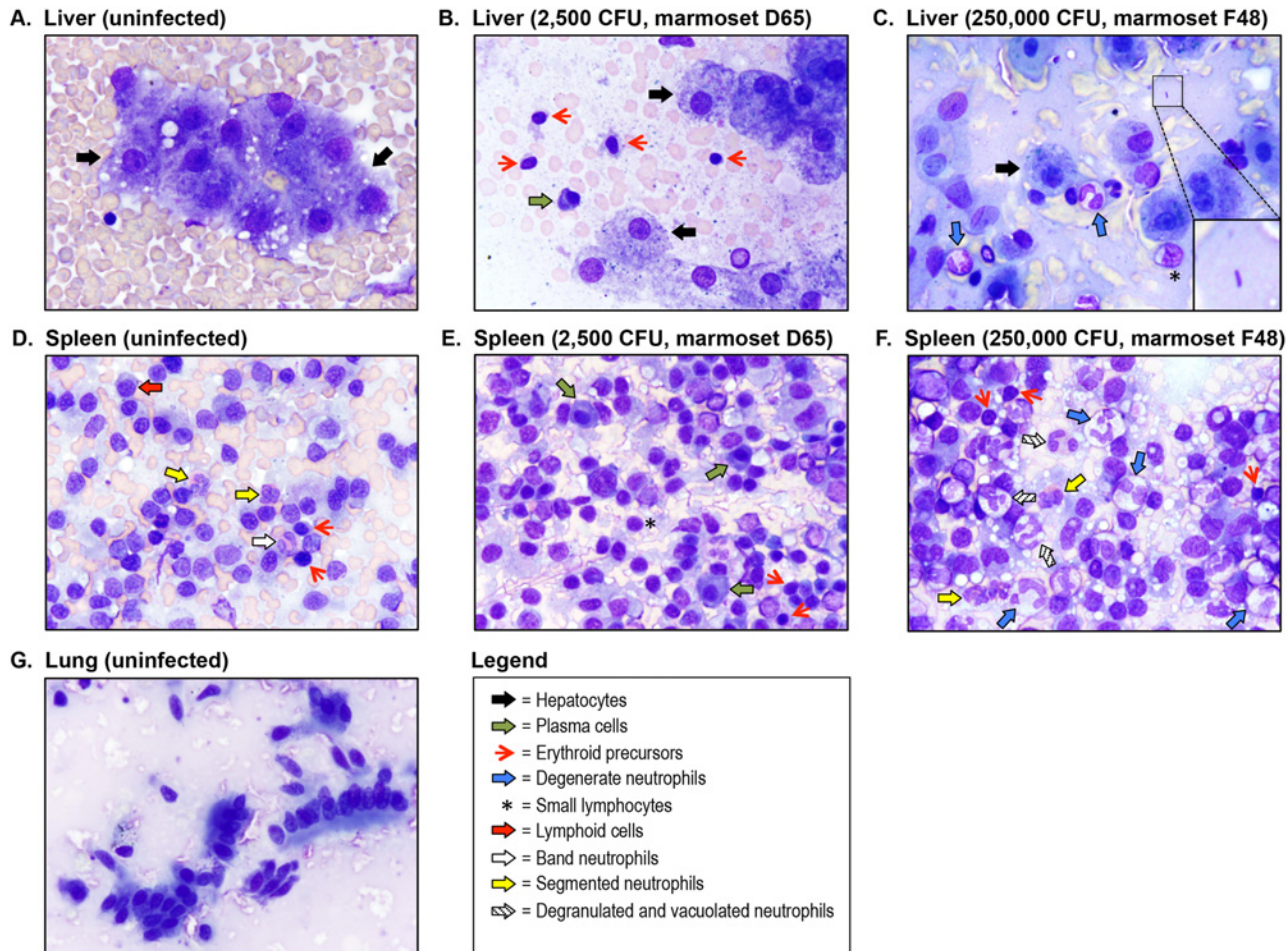 A. Liver (uninfected)
B. Liver (2,500 CFU, marmoset D65)
C. Liver (250,000 CFU, marmoset F48)
*
D. Spleen (uninfected)
E. Spleen (2,500 CFU, marmoset D65)
F. Spleen (250,000 CFU, marmoset F48)
*
G. Lung (uninfected)
Legend
= Hepatocytes
= Plasma cells
= Erythroid precursors
= Degenerate neutrophils
* = Small lymphocytes
= Lymphoid cells
= Band neutrophils
= Segmented neutrophils
= Degranulated and vacuolated neutrophils